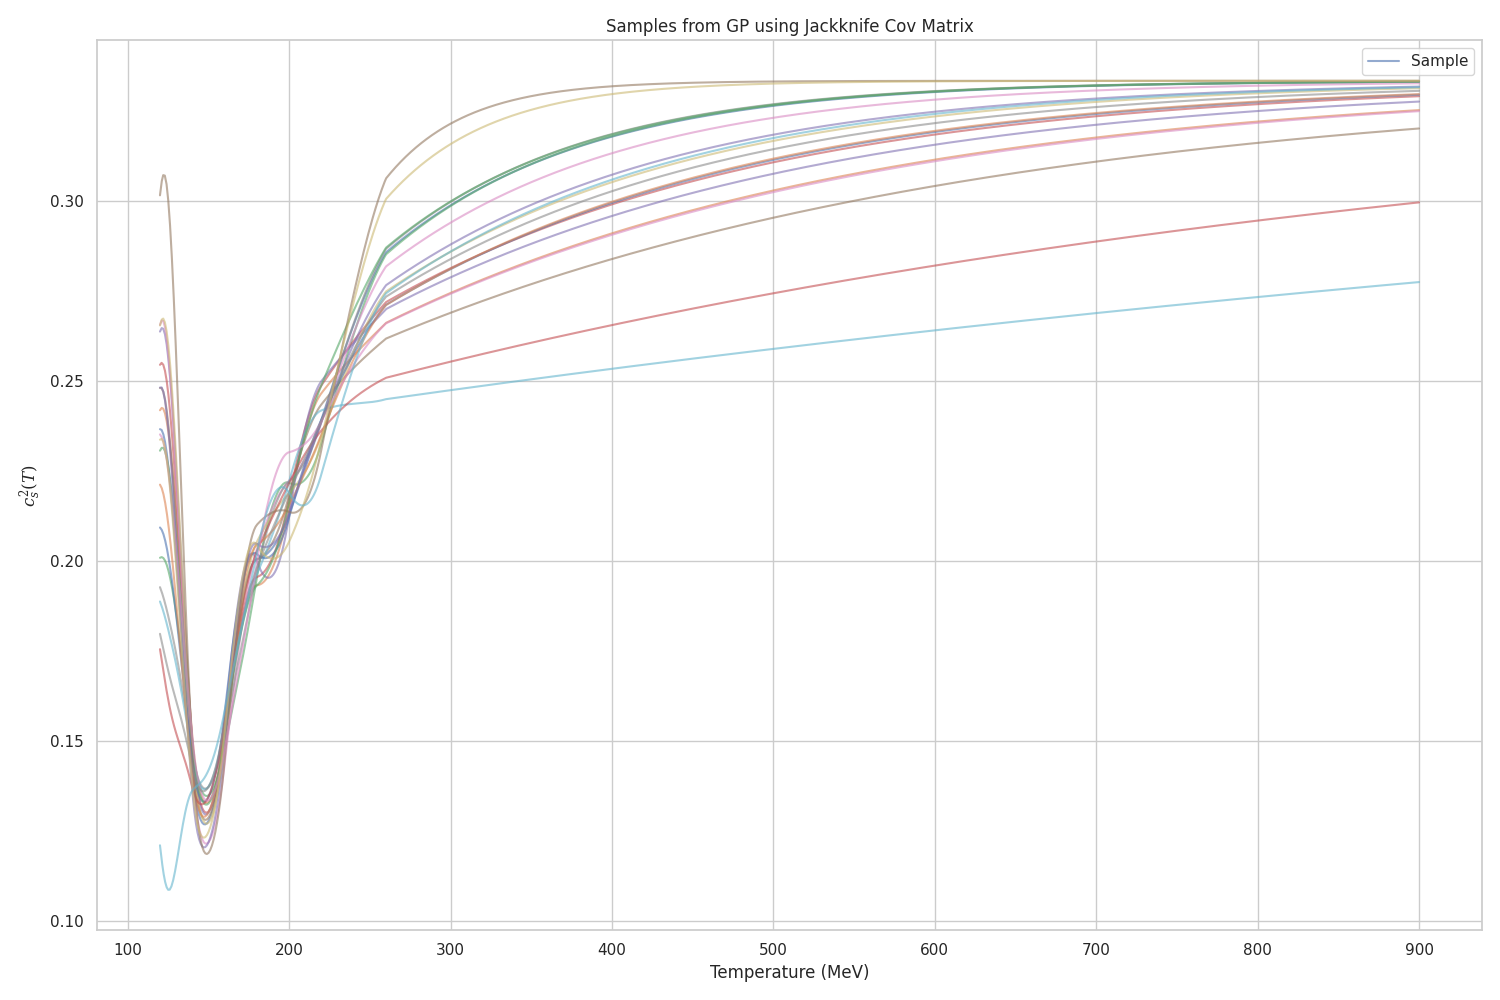 Samples from GP using Jackknife Cov Matrix
Sample
0.30
0.25
0.20
0.15
0.10
c_s^2(T)
100 200 300 400 500 600 700 800 900
Temperature (MeV)